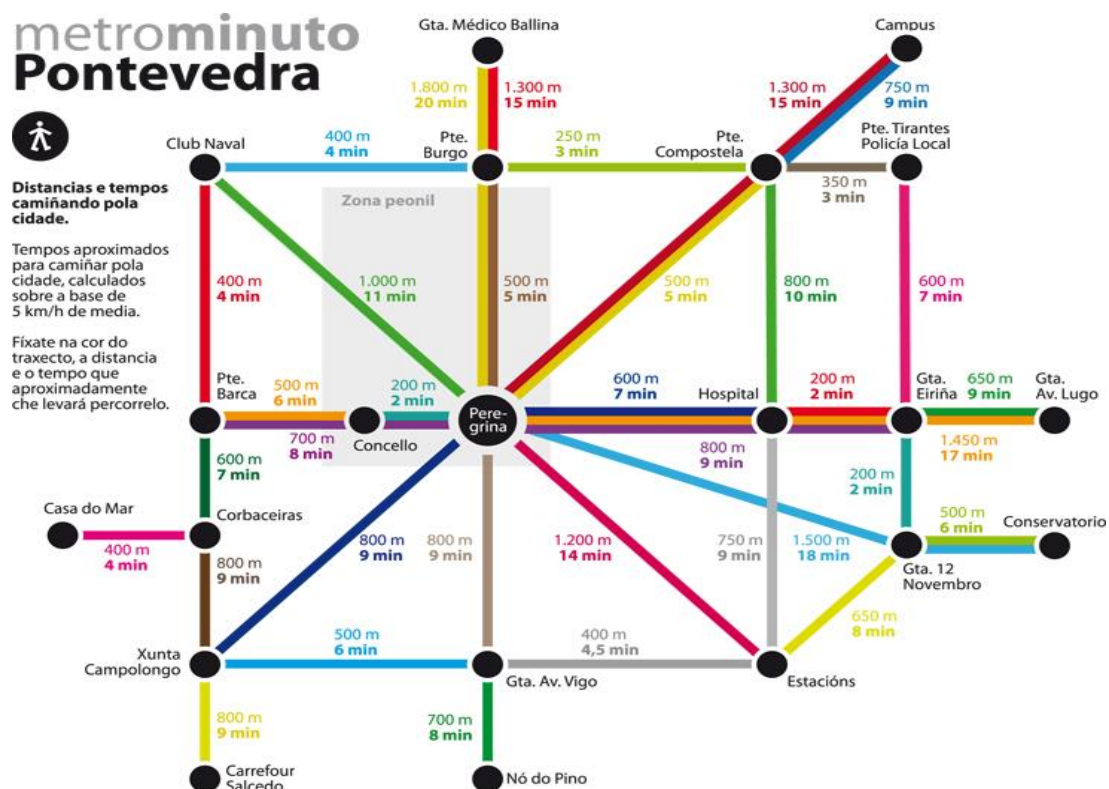 metrominuto
Pontevedra
Distancias e tempos
camiñando pola
cidade.
Tempos aproximados
para camiñar pola
cidade, calculados
sobre a base de
5 km/h de media.
Fíxate na cor do
traxecto, a distancia
e o tempo que
aproximadamente
che levará percorrelo.
Gta. Médico Ballina
Campus
1.800 m
20 min
1.300 m
15 min
1.300 m
15 min
750 m
9 min
Club Naval
400 m
4 min
Pte.
Burgo
250 m
3 min
Pte.
Compostela
Pte. Tirantes
Policía Local
350 m
3 min
Zona peonil
400 m
4 min
1.000 m
11 min
500 m
5 min
500 m
5 min
800 m
10 min
600 m
7 min
Pte.
Barca
500 m
6 min
200 m
2 min
700 m
8 min
Concello
Pere-
grina
600 m
7 min
Hospital
800 m
9 min
200 m
2 min
Gta.
Eiriña
650 m
9 min
Gta.
Av. Lugo
1.450 m
17 min
600 m
7 min
200 m
2 min
Casa do Mar
400 m
4 min
Corbaceiras
500 m
6 min
Conservatorio
800 m
9 min
800 m
9 min
800 m
9 min
1.200 m
14 min
750 m
9 min
1.500 m
18 min
Gta. 12
Novembro
650 m
8 min
Xunta
Campolongo
500 m
6 min
Gta. Av. Vigo
400 m
4,5 min
Estacións
800 m
9 min
700 m
8 min
Carrefour
Salcedo
Nó do Pino